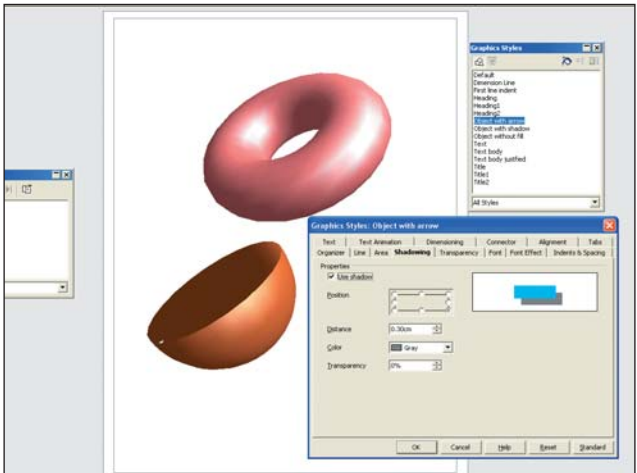 Graphics Styles
Default
Dimension Line
First line indent
Heading
Heading1
Heading2
Object with arrow
Object with shadow
Object without fill
Text
Text body
Text body justified
Title
Title1
Title2
All Styles
Graphics Styles: Object with arrow
Text Text Animation Dimensioning Connector Alignment Tabs
Organizer Line Area Shadowing Transparency Font Font Effect Indents & Spacing
Properties
Use shadow
Position
Distance 0.30cm
Color Gray
Transparency 0%
OK Cancel Help Reset Standard